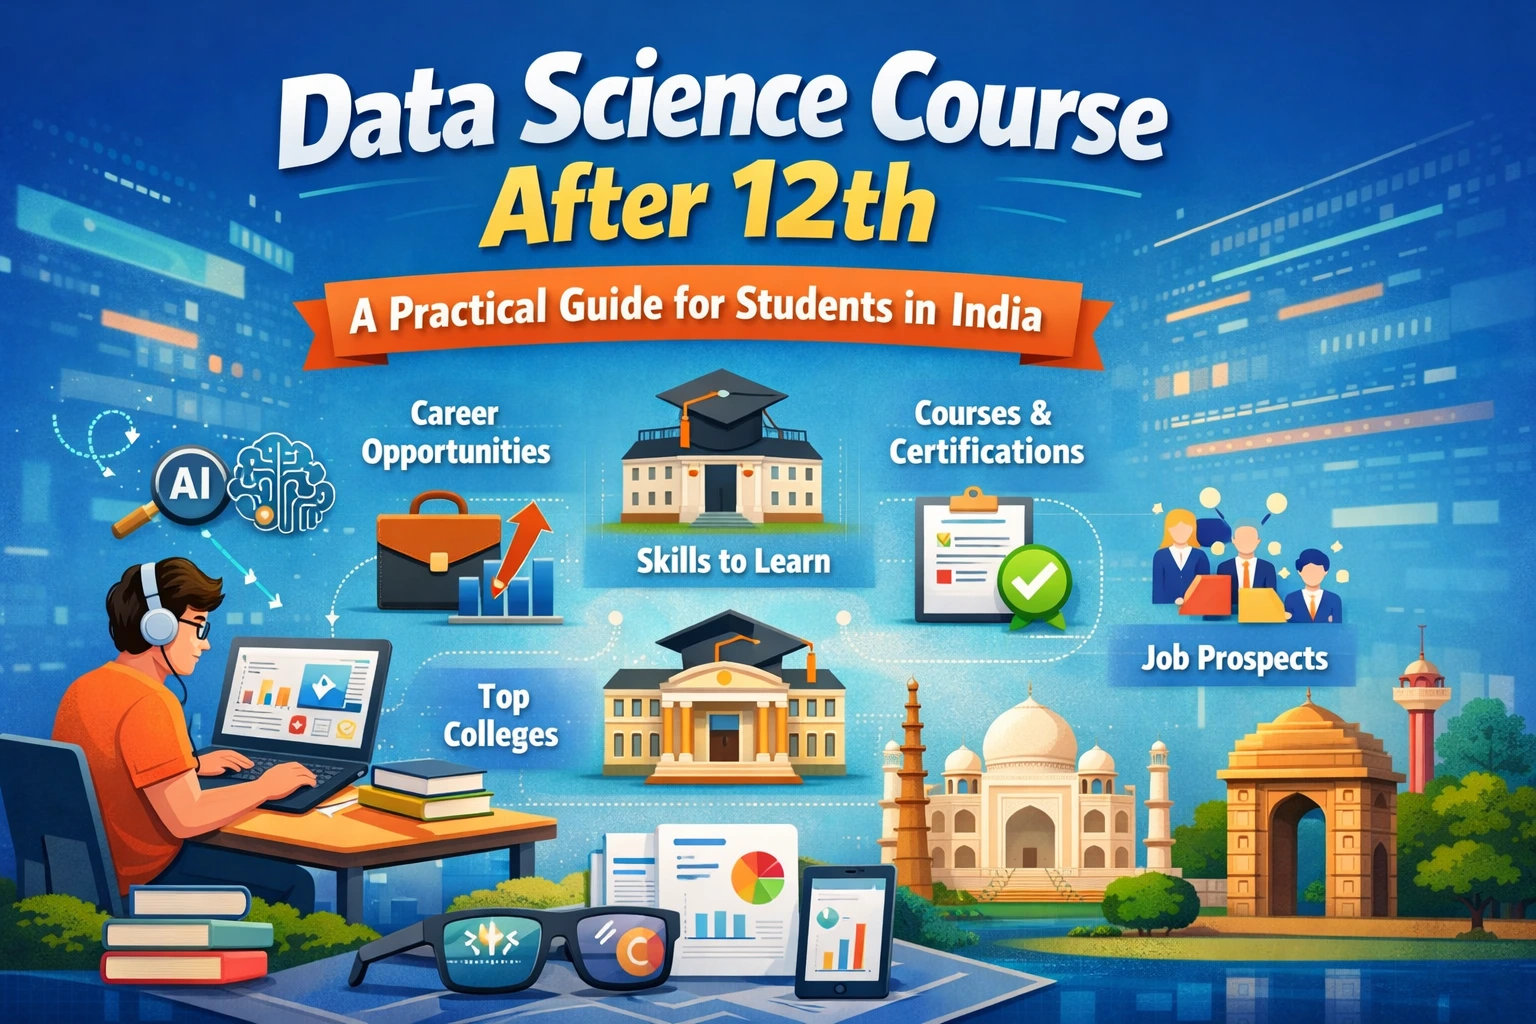 Data Science Course
After 12th
A Practical Guide for Students in India
Career
Opportunities
Courses &
Certifications
AI
Skills to Learn
Job Prospects
Top
Colleges
C